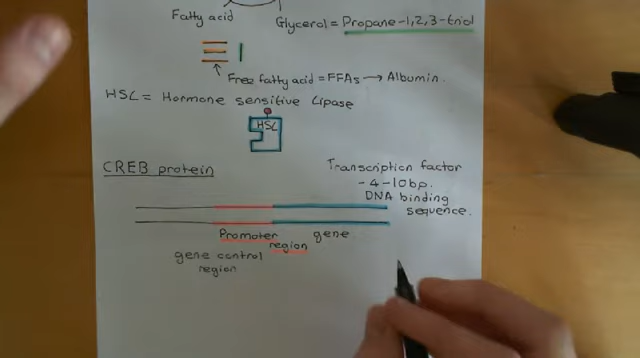 Fatty acid
Glycerol = Propane-1,2,3-triol
Free fatty acid = FFAs → Albumin.
HSL = Hormone sensitive Lipase
HSL
CREB protein
Transcription factor
- 4-10bp.
DNA binding
sequence.
Promoter
region
gene
gene control
region